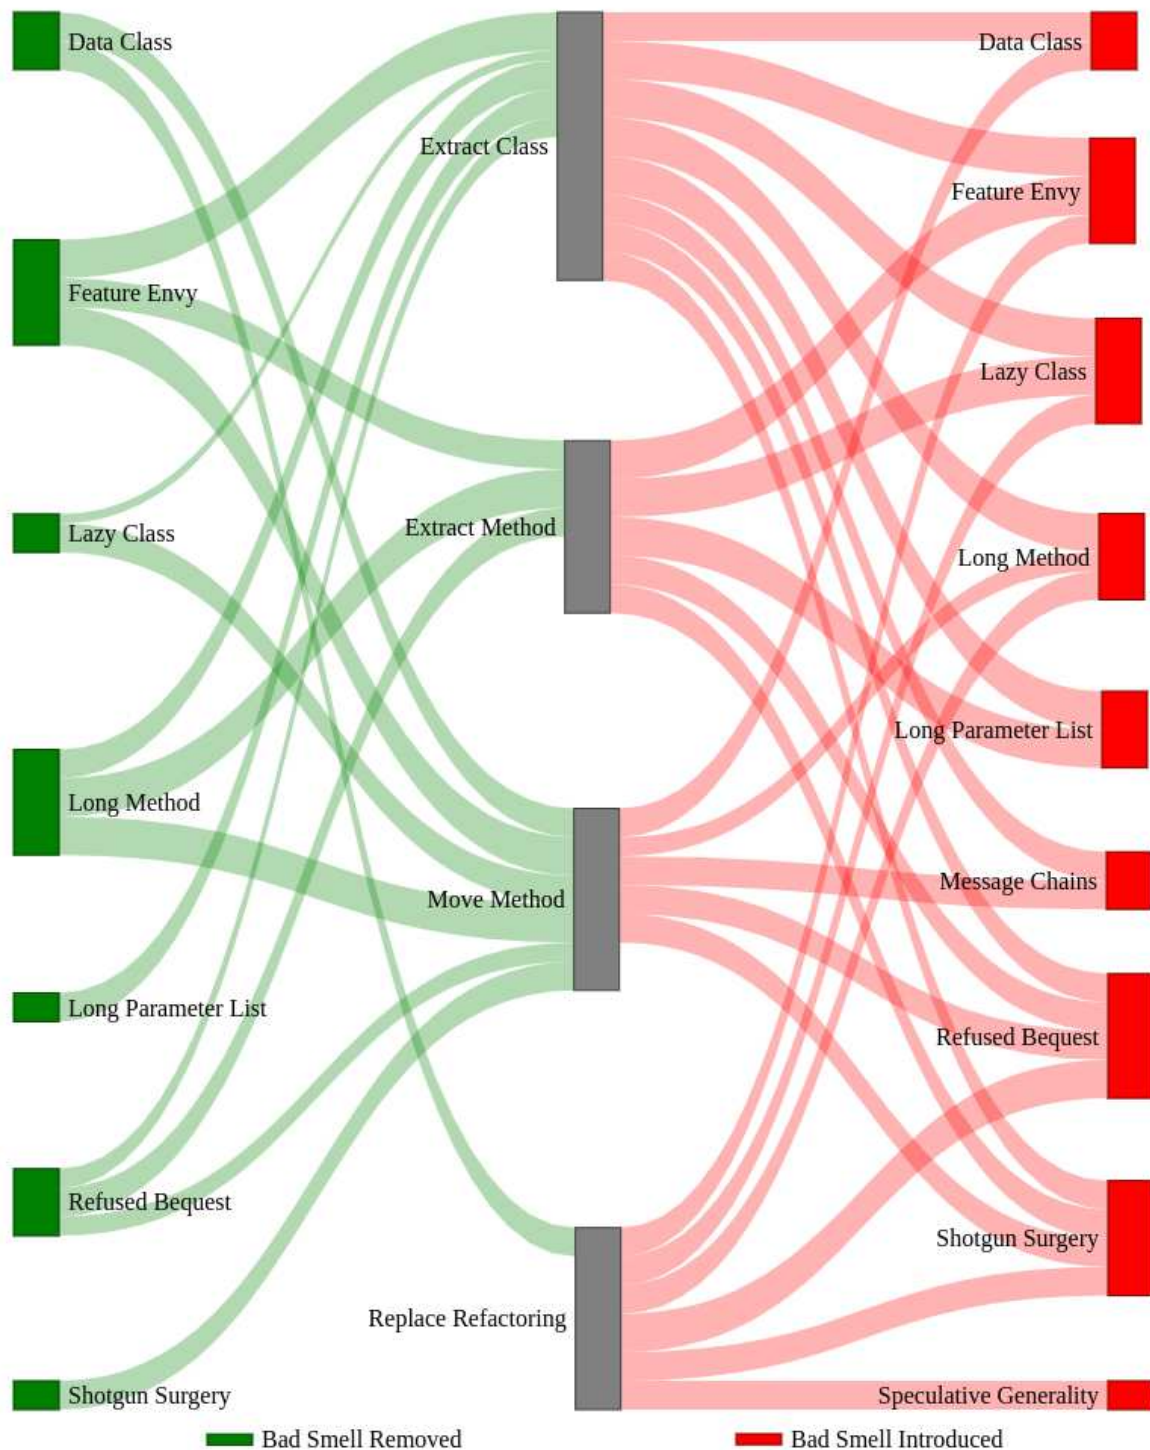 Data Class
Feature Envy
Lazy Class
Long Method
Long Parameter List
Refused Bequest
Shotgun Surgery
Extract Class
Extract Method
Move Method
Replace Refactoring
Data Class
Feature Envy
Lazy Class
Long Method
Long Parameter List
Message Chains
Refused Bequest
Shotgun Surgery
Speculative Generality
Bad Smell Removed
Bad Smell Introduced